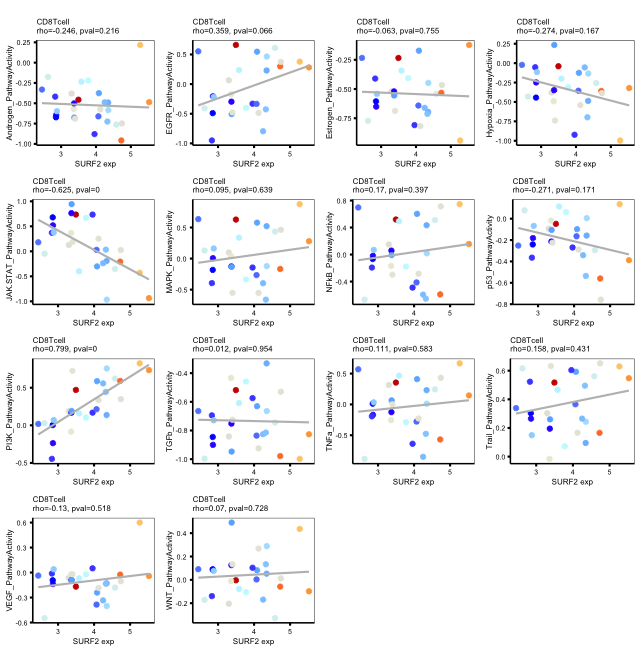 CD8Tcell
rho=-0.246, pval=0.216
Androgen_PathwayActivity
0.25
0.00
-0.25
-0.50
-0.75
-1.00
3 4 5
SURF2 exp
CD8Tcell
rho=0.359, pval=0.066
EGFR_PathwayActivity
0.5
0.0
-0.5
-1.0
3 4 5
SURF2 exp
CD8Tcell
rho=-0.063, pval=0.755
Estrogen_PathwayActivity
-0.25
-0.50
-0.75
3 4 5
SURF2 exp
CD8Tcell
rho=-0.274, pval=0.167
Hypoxia_PathwayActivity
0.25
0.00
-0.25
-0.50
-0.75
-1.00
3 4 5
SURF2 exp
CD8Tcell
rho=-0.625, pval=0
JAK-STAT_PathwayActivity
1.0
0.5
0.0
-0.5
-1.0
3 4 5
SURF2 exp
CD8Tcell
rho=0.095, pval=0.639
MAPK_PathwayActivity
0.5
0.0
-0.5
3 4 5
SURF2 exp
CD8Tcell
rho=0.17, pval=0.397
NFkB_PathwayActivity
0.8
0.4
0.0
-0.4
3 4 5
SURF2 exp
CD8Tcell
rho=-0.271, pval=0.171
p53_PathwayActivity
0.0
-0.2
-0.4
-0.6
-0.8
3 4 5
SURF2 exp
CD8Tcell
rho=0.799, pval=0
PI3K_PathwayActivity
0.5
0.0
-0.5
3 4 5
SURF2 exp
CD8Tcell
rho=0.012, pval=0.954
TGFb_PathwayActivity
-0.4
-0.6
-0.8
-1.0
3 4 5
SURF2 exp
CD8Tcell
rho=0.111, pval=0.583
TNFa_PathwayActivity
0.5
0.0
-0.5
3 4 5
SURF2 exp
CD8Tcell
rho=0.158, pval=0.431
Trail_PathwayActivity
0.6
0.4
0.2
0.0
3 4 5
SURF2 exp
CD8Tcell
rho=-0.13, pval=0.518
VEGF_PathwayActivity
0.6
0.3
0.0
-0.3
-0.6
3 4 5
SURF2 exp
CD8Tcell
rho=0.07, pval=0.728
WNT_PathwayActivity
0.4
0.2
0.0
-0.2
3 4 5
SURF2 exp